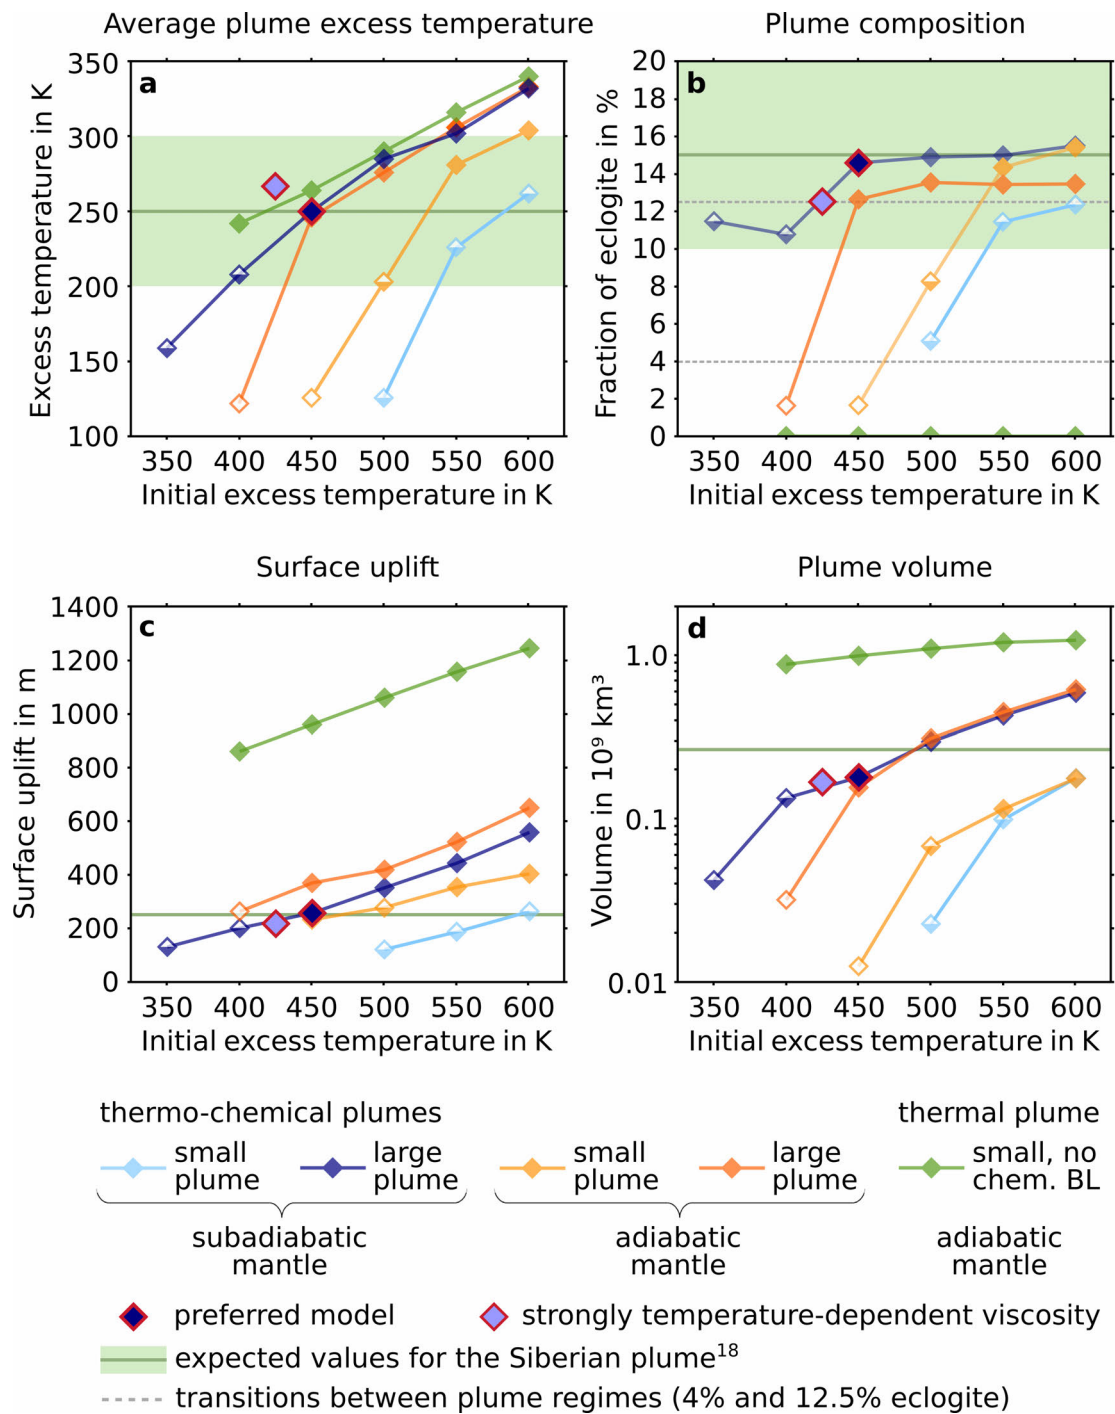 Average plume excess temperature
Plume composition
a
b
350
300
250
200
150
100
Excess temperature in K
20
18
16
14
12
10
8
6
4
2
0
Fraction of eclogite in %
350 400 450 500 550 600
Initial excess temperature in K
350 400 450 500 550 600
Initial excess temperature in K
Surface uplift
Plume volume
c
d
1400
1200
1000
800
600
400
200
0
Surface uplift in m
1.0
0.1
0.01
Volume in 10⁹ km³
350 400 450 500 550 600
Initial excess temperature in K
350 400 450 500 550 600
Initial excess temperature in K
thermo-chemical plumes
thermal plume
small
plume
large
plume
small
plume
large
plume
small, no
chem. BL
subadiabatic
mantle
adiabatic
mantle
adiabatic
mantle
preferred model
strongly temperature-dependent viscosity
expected values for the Siberian plume¹⁸
transitions between plume regimes (4% and 12.5% eclogite)